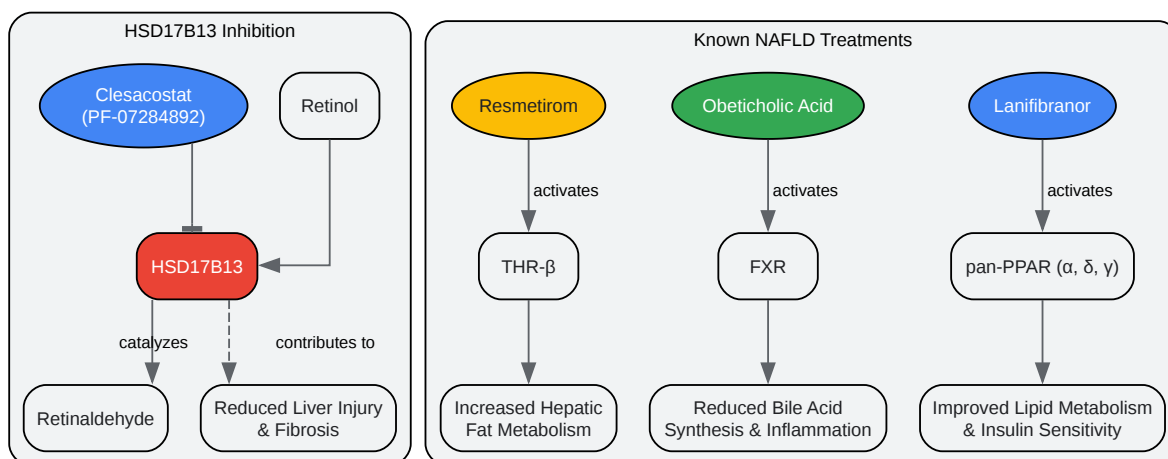 HSD17B13 Inhibition
Clesacostat
(PF-07284892)
Retinol
HSD17B13
catalyzes
contributes to
Retinaldehyde
Reduced Liver Injury
& Fibrosis
Known NAFLD Treatments
Resmetirom
Obeticholic Acid
Lanifibranor
activates
activates
activates
THR-β
FXR
pan-PPAR (α, δ, γ)
Increased Hepatic
Fat Metabolism
Reduced Bile Acid
Synthesis & Inflammation
Improved Lipid Metabolism
& Insulin Sensitivity